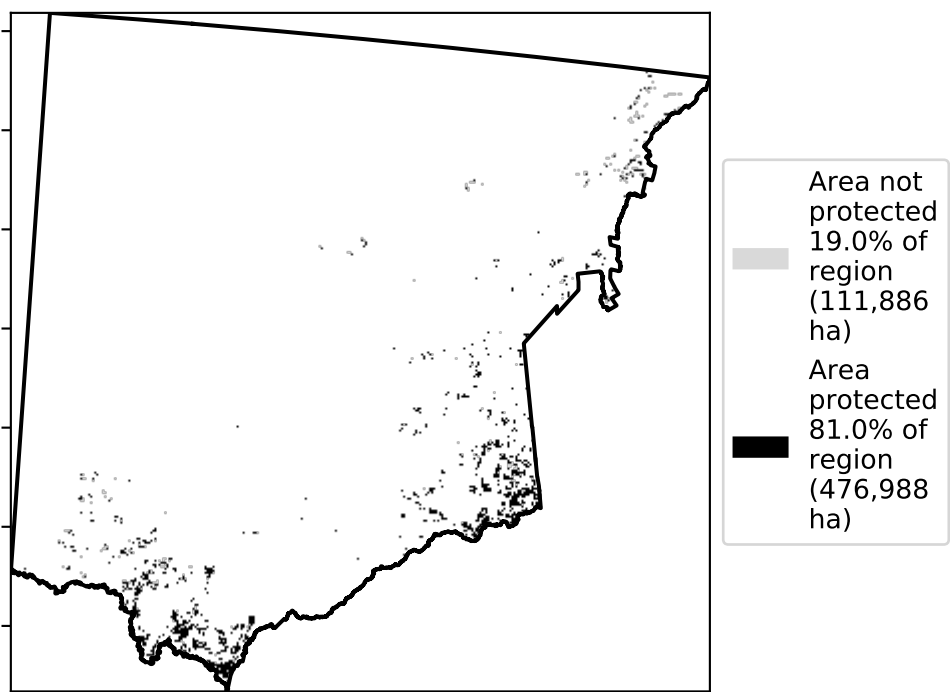 Area not
protected
19.0% of
region
(111,886
ha)
Area
protected
81.0% of
region
(476,988
ha)